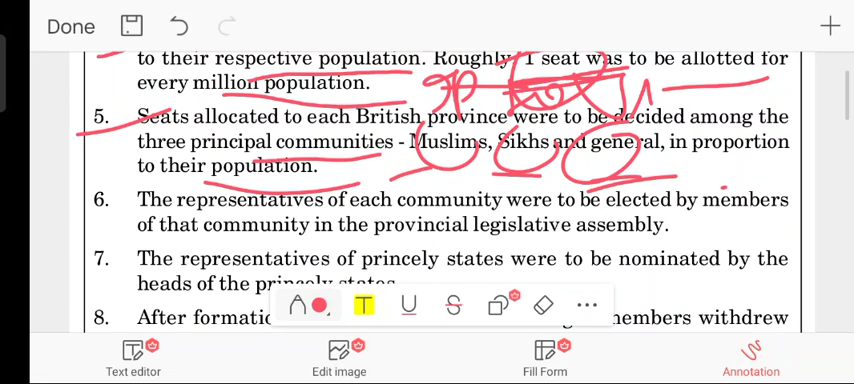 Done
to their respective population. Roughly, 1 seat was to be allotted for
every million population.
5. Seats allocated to each British province were to be decided among the
three principal communities - Muslims, Sikhs and general, in proportion
to their population.
6. The representatives of each community were to be elected by members
of that community in the provincial legislative assembly.
7. The representatives of princely states were to be nominated by the
heads of the princely states.
8. After formatio members withdrew
T U S
Text editor Edit image Fill Form Annotation